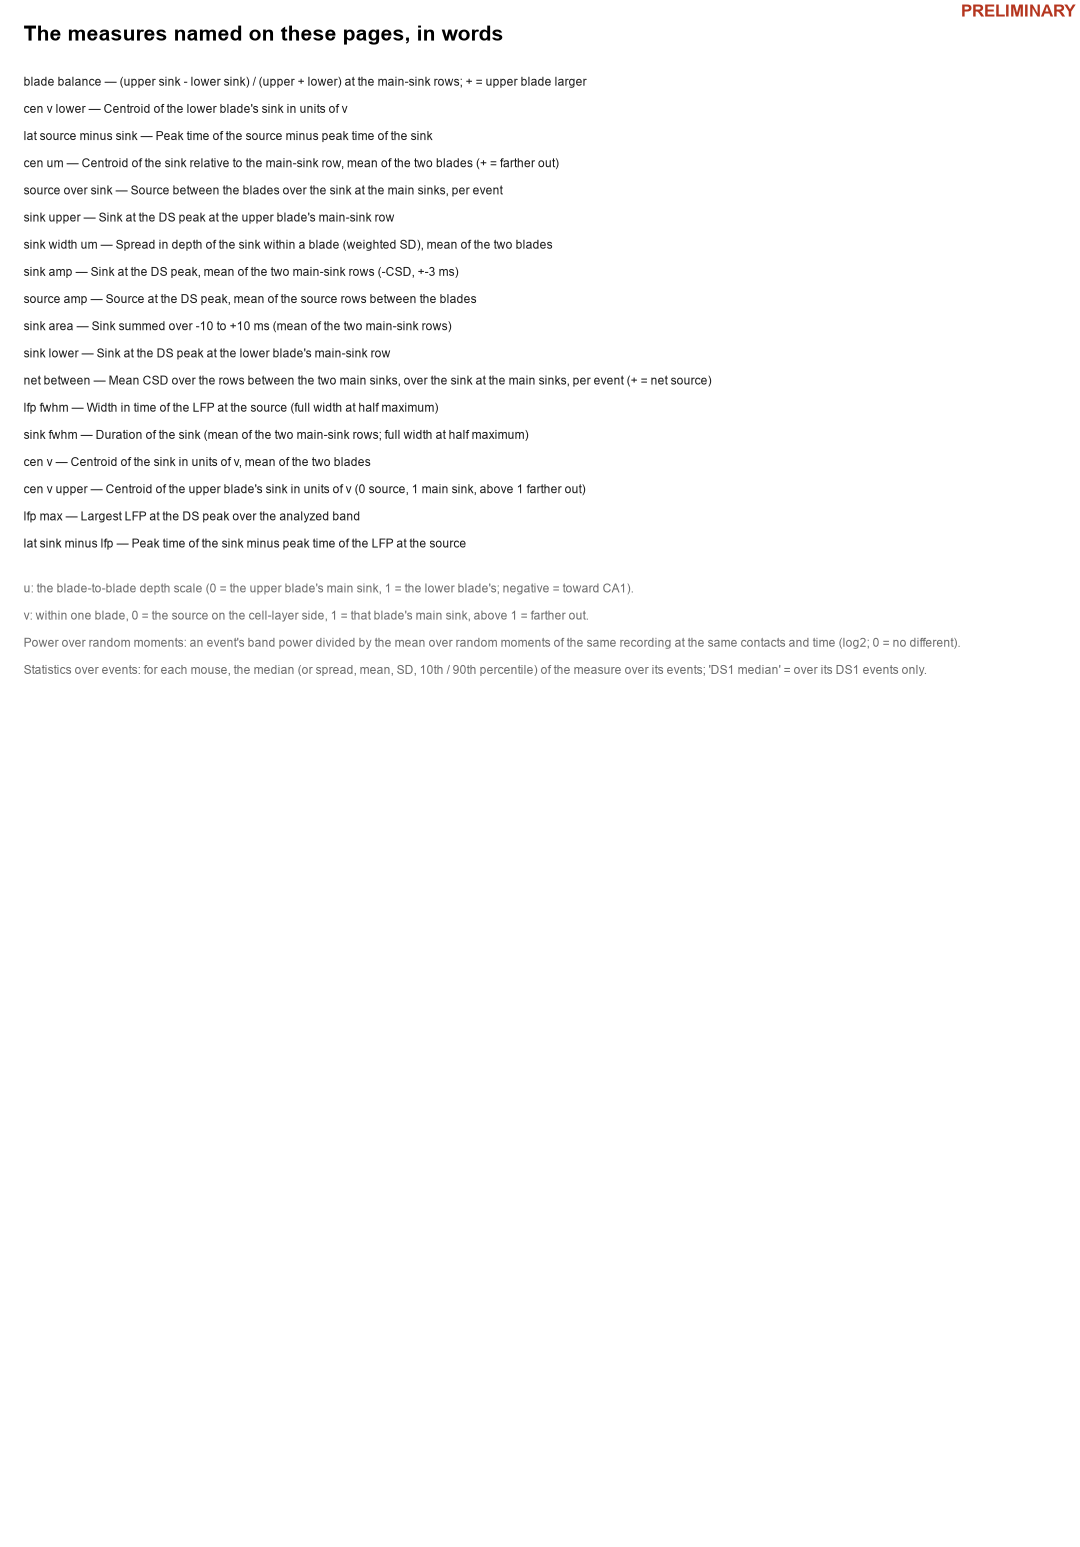 PRELIMINARY
The measures named on these pages, in words
blade balance — (upper sink - lower sink) / (upper + lower) at the main-sink rows; + = upper blade larger
cen v lower — Centroid of the lower blade's sink in units of v
lat source minus sink — Peak time of the source minus peak time of the sink
cen um — Centroid of the sink relative to the main-sink row, mean of the two blades (+ = farther out)
source over sink — Source between the blades over the sink at the main sinks, per event
sink upper — Sink at the DS peak at the upper blade's main-sink row
sink width um — Spread in depth of the sink within a blade (weighted SD), mean of the two blades
sink amp — Sink at the DS peak, mean of the two main-sink rows (-CSD, +-3 ms)
source amp — Source at the DS peak, mean of the source rows between the blades
sink area — Sink summed over -10 to +10 ms (mean of the two main-sink rows)
sink lower — Sink at the DS peak at the lower blade's main-sink row
net between — Mean CSD over the rows between the two main sinks, over the sink at the main sinks, per event (+ = net source)
lfp fwhm — Width in time of the LFP at the source (full width at half maximum)
sink fwhm — Duration of the sink (mean of the two main-sink rows; full width at half maximum)
cen v — Centroid of the sink in units of v, mean of the two blades
cen v upper — Centroid of the upper blade's sink in units of v (0 source, 1 main sink, above 1 farther out)
lfp max — Largest LFP at the DS peak over the analyzed band
lat sink minus lfp — Peak time of the sink minus peak time of the LFP at the source
u: the blade-to-blade depth scale (0 = the upper blade's main sink, 1 = the lower blade's; negative = toward CA1).
v: within one blade, 0 = the source on the cell-layer side, 1 = that blade's main sink, above 1 = farther out.
Power over random moments: an event's band power divided by the mean over random moments of the same recording at the same contacts and time (log2; 0 = no different).
Statistics over events: for each mouse, the median (or spread, mean, SD, 10th / 90th percentile) of the measure over its events; 'DS1 median' = over its DS1 events only.